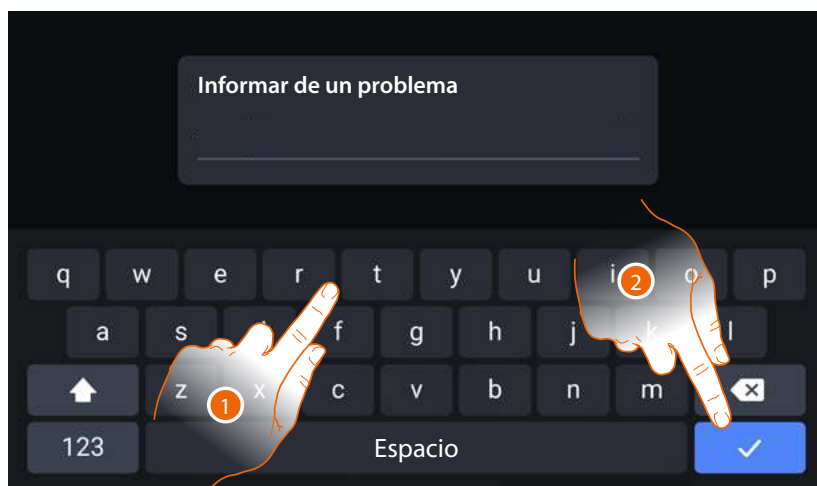 Informar de un problema
q w e r t y u i o p
2
a s f g h j k l
z x c v b n m
1
123 Espacio